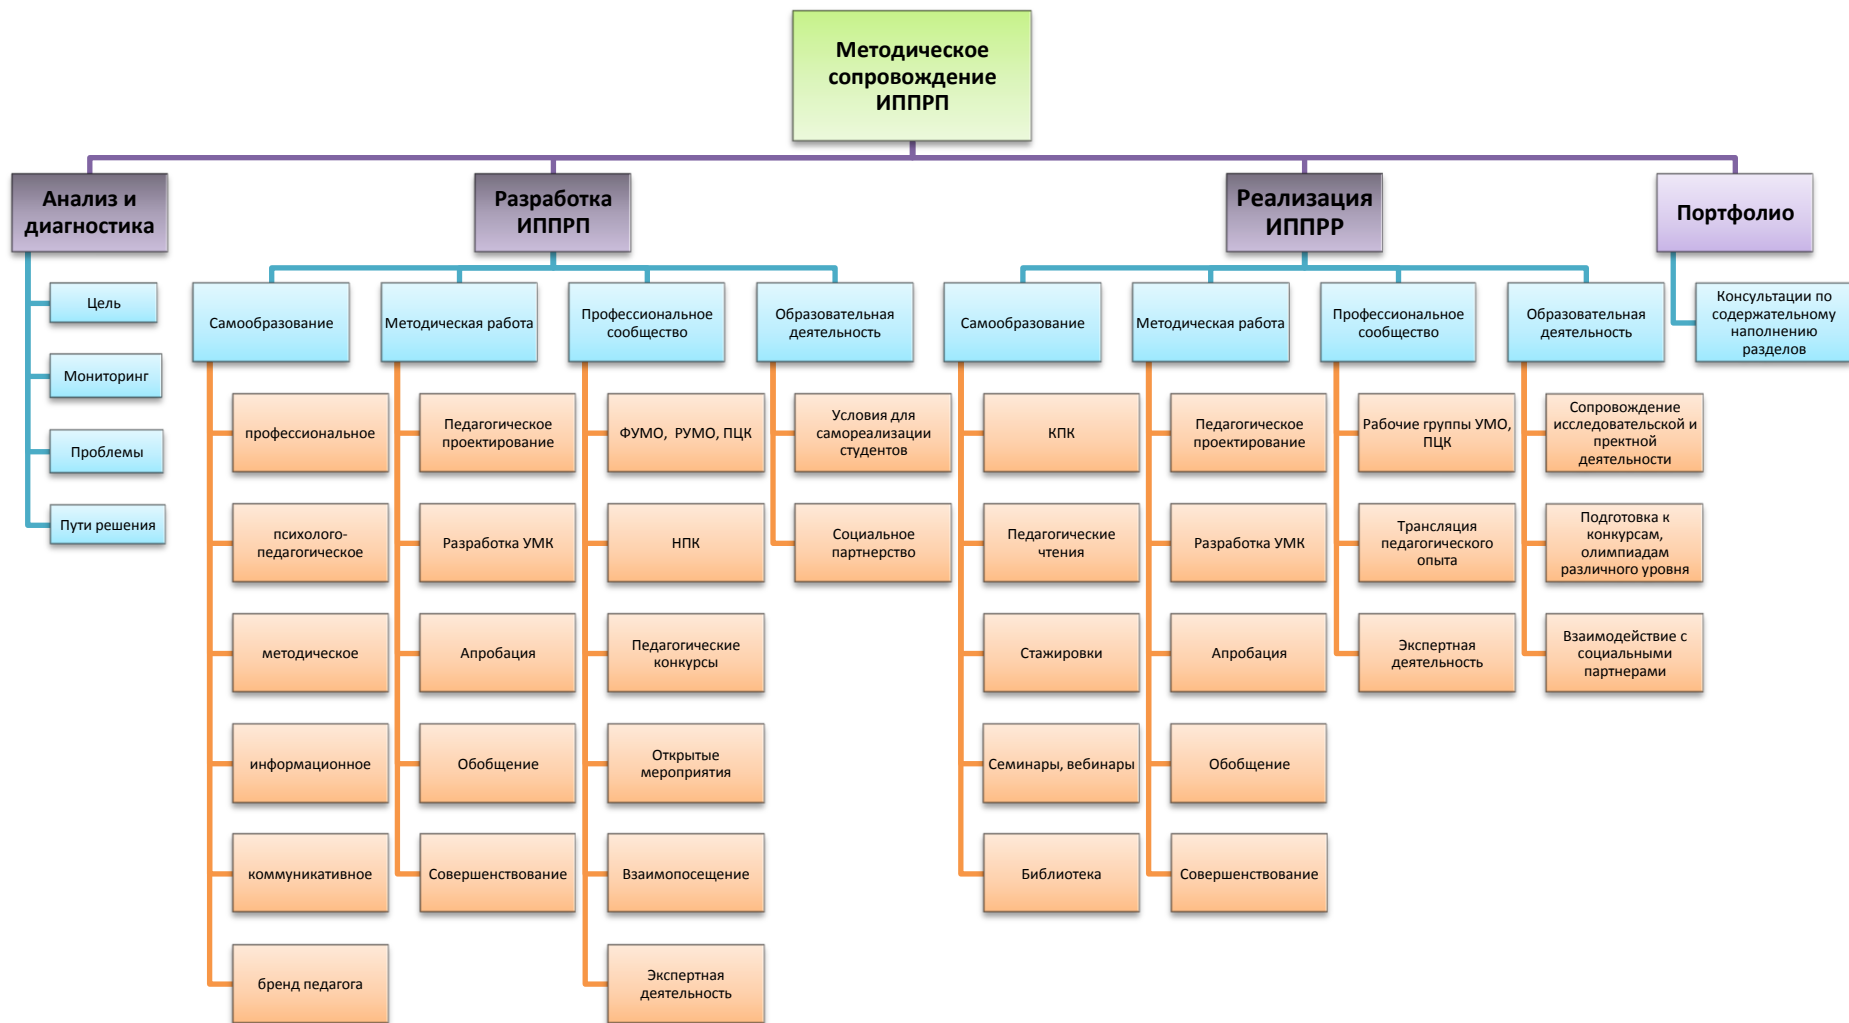 Методическое
сопровождение
ИППРП
Анализ и
диагностика
Цель
Мониторинг
Проблемы
Пути решения
Разработка
ИППРП
Самообразование
профессиональное
психолого-
педагогическое
методическое
информационное
коммуникативное
бренд педагога
Методическая работа
Педагогическое
проектирование
Разработка УМК
Апробация
Обобщение
Совершенствование
Профессиональное
сообщество
ФУМО, РУМО, ПЦК
НПК
Педагогические
конкурсы
Открытые
мероприятия
Взаимопосещение
Экспертная
деятельность
Образовательная
деятельность
Условия для
самореализации
студентов
Социальное
партнерство
Реализация
ИППРР
Самообразование
КПК
Педагогические
чтения
Стажировки
Семинары, вебинары
Библиотека
Методическая работа
Педагогическое
проектирование
Разработка УМК
Апробация
Обобщение
Совершенствование
Профессиональное
сообщество
Рабочие группы УМО,
ПЦК
Трансляция
педагогического
опыта
Экспертная
деятельность
Образовательная
деятельность
Сопровождение
исследовательской и
пректной
деятельности
Подготовка к
конкурсам,
олимпиадам
различного уровня
Взаимодействие с
социальными
партнерами
Портфолио
Консультации по
содержательному
наполнению
разделов